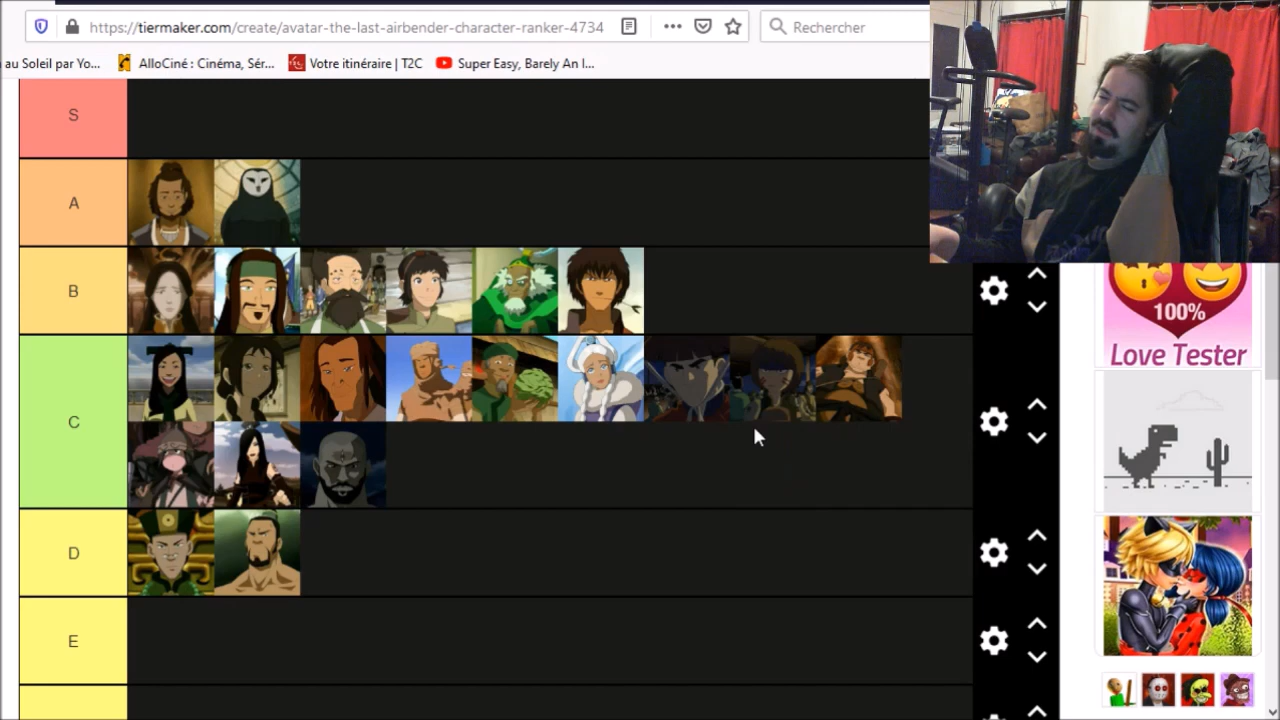 https://tiermaker.com/create/avatar-the-last-airbender-character-ranker-4734
Rechercher
au Soleil par Yo...
AlloCiné : Cinéma, Sér...
Votre itinéraire | T2C
Super Easy, Barely An I...
S
A
B
C
D
E
100%
Love Tester